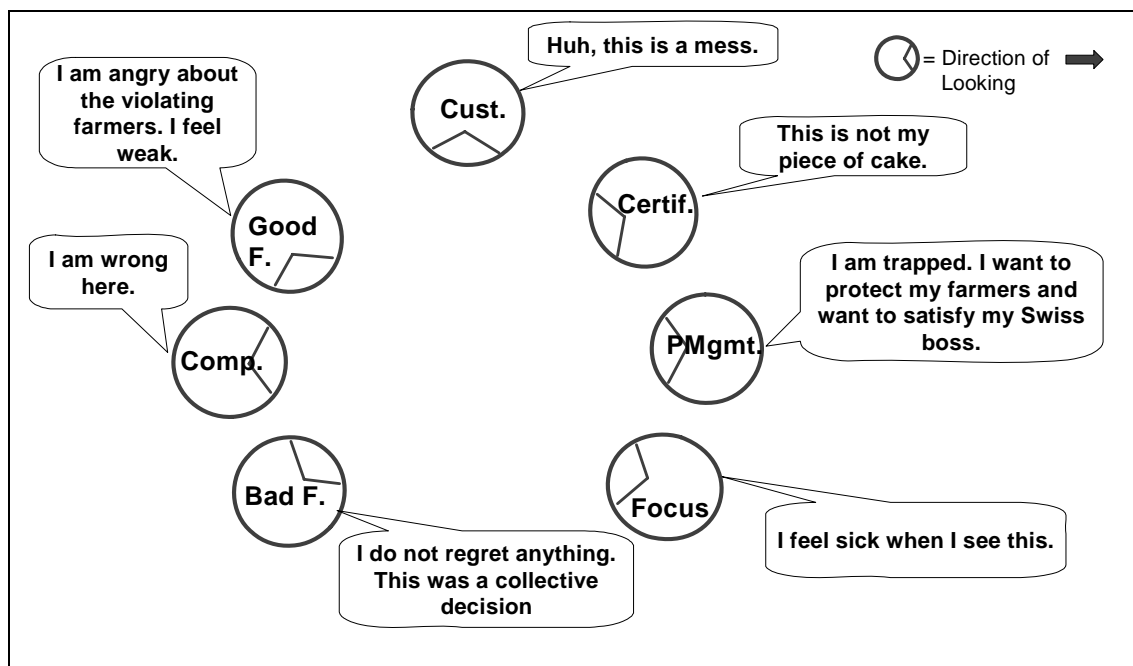 Huh, this is a mess.
= Direction of
Looking
I am angry about
the violating
farmers. I feel
weak.
Cust.
This is not my
piece of cake.
Certif.
Good
F.
I am wrong
here.
I am trapped. I want to
protect my farmers and
want to satisfy my Swiss
boss.
Comp.
PMgmt.
Bad F.
Focus
I do not regret anything.
This was a collective
decision
I feel sick when I see this.